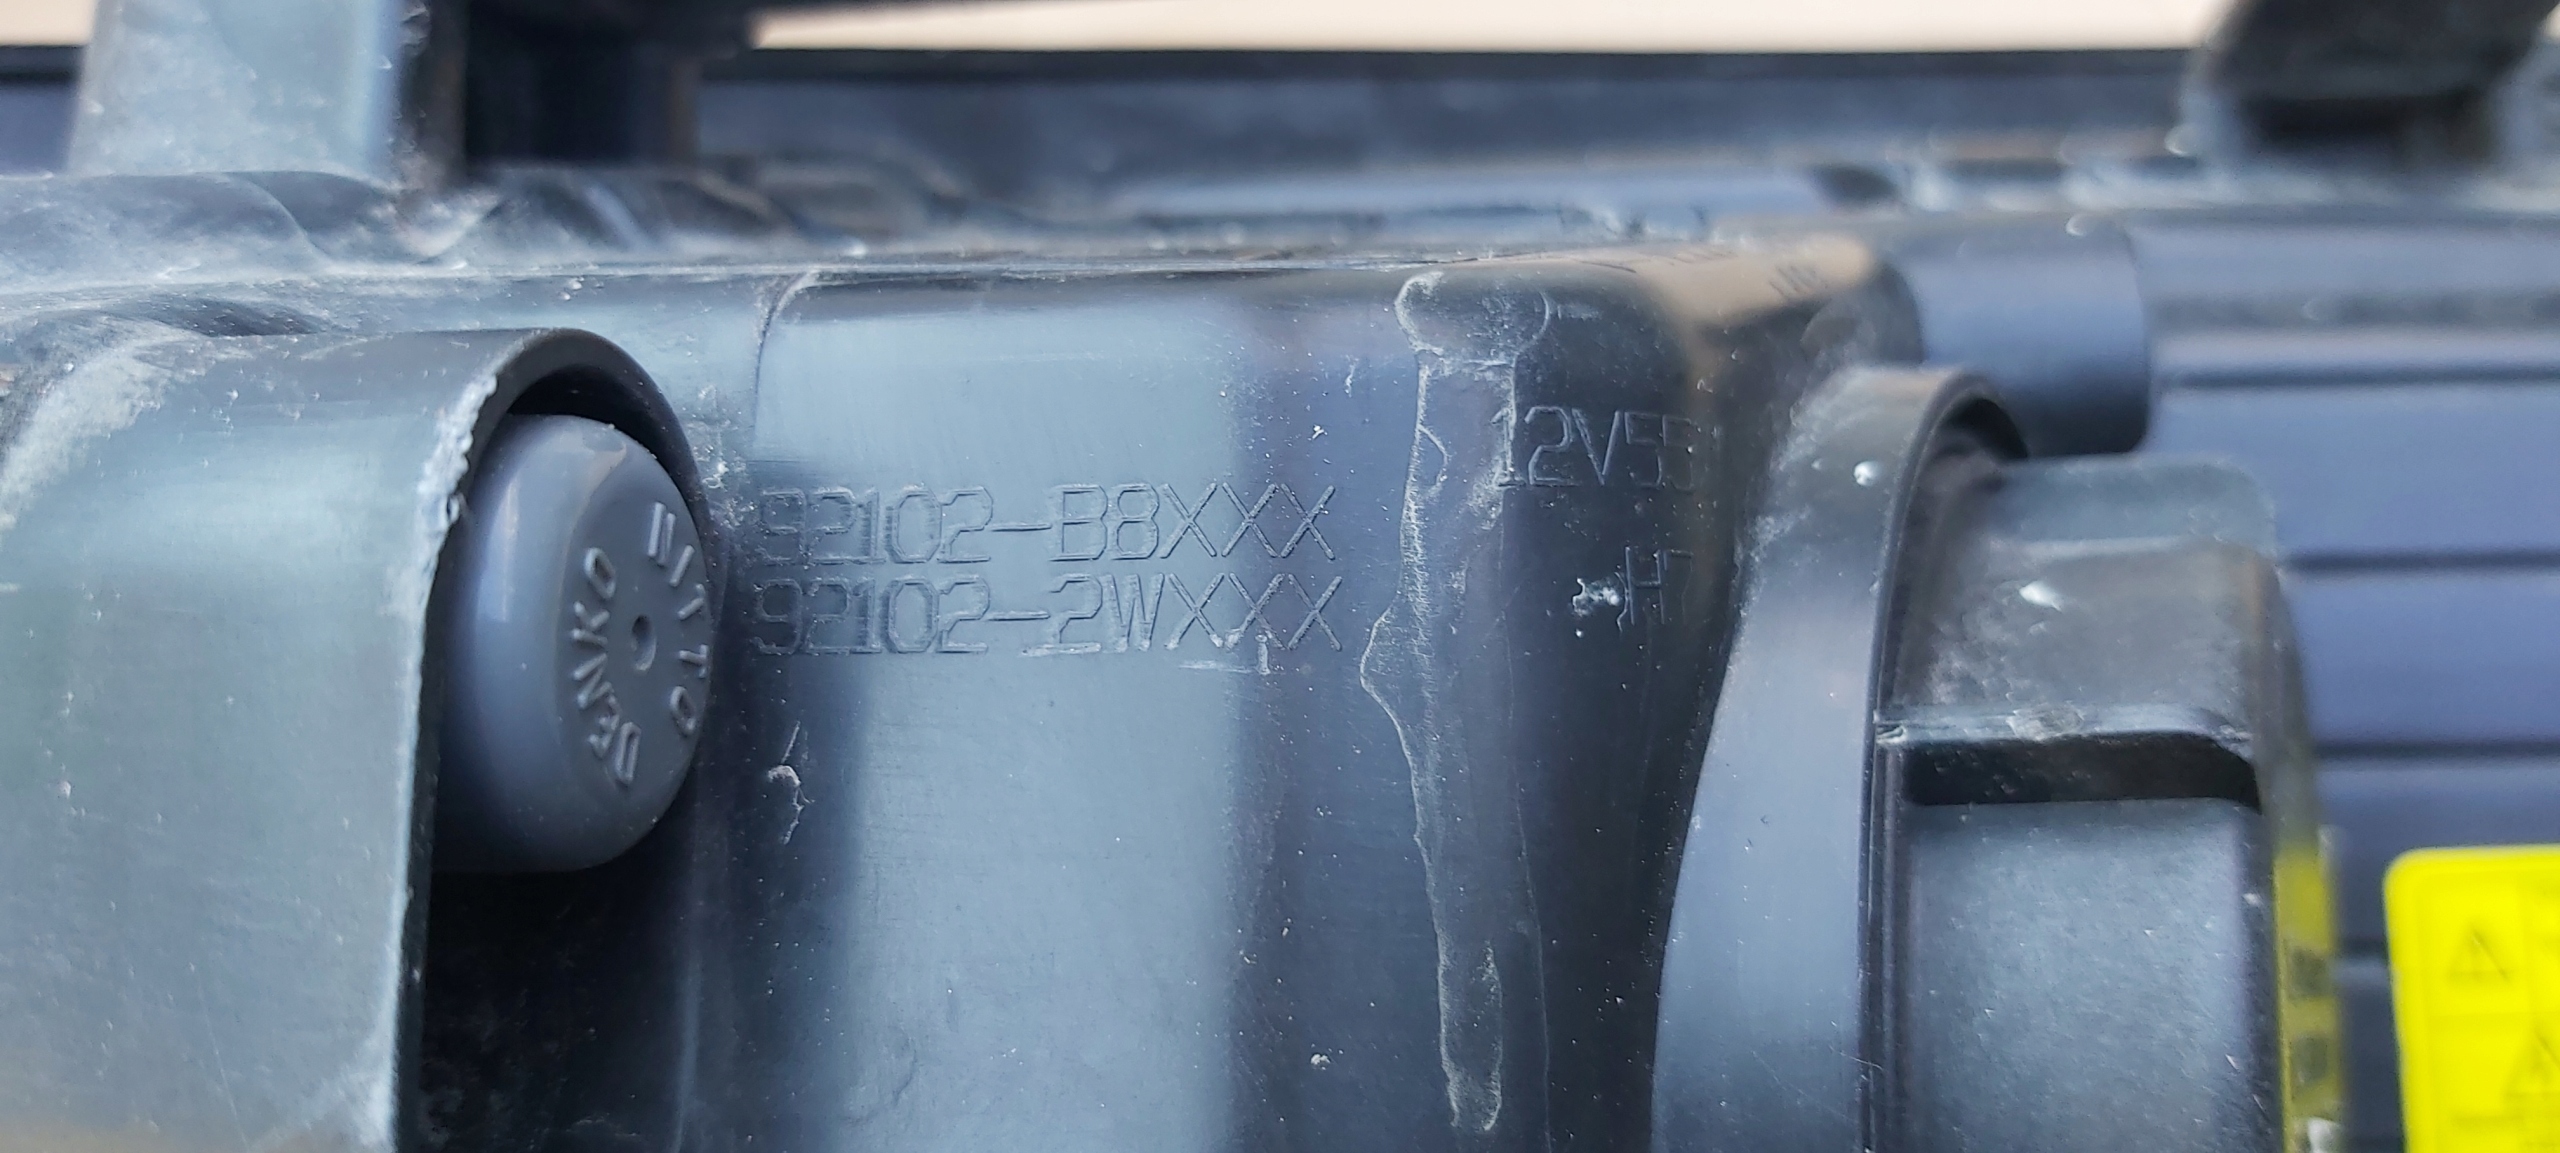 NITTO
DENKO
92102-B8XXX
92102-2WXXX
12V55
H7